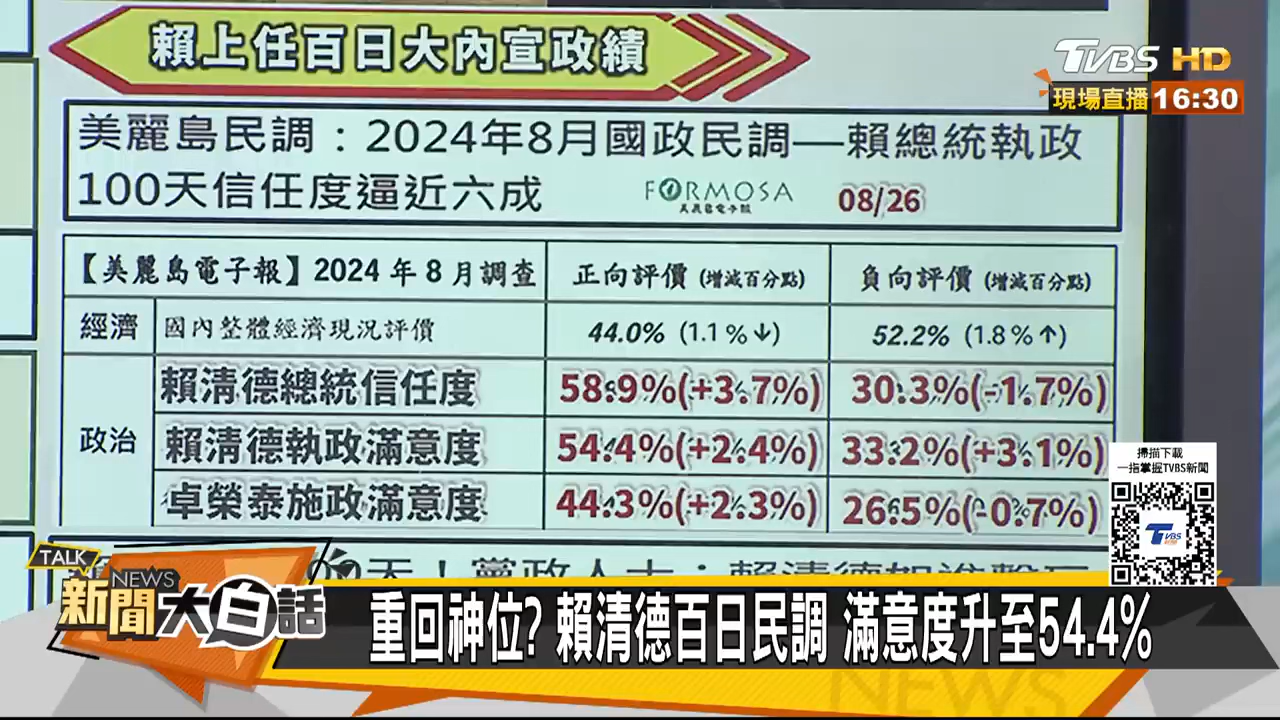 賴上任百日大內宣政績
TVBS HD
現場直播 16:30
美麗島民調：2024年8月國政民調—賴總統執政
100天信任度逼近六成
FORMOSA
美麗島電子報
08/26
【美麗島電子報】2024年8月調查 正向評價(增減百分點) 負向評價(增減百分點)
經濟 國內整體經濟現況評價 44.0% (1.1%↓) 52.2% (1.8%↑)
政治
賴清德總統信任度 58.9%(+3.7%) 30.3%(-1.7%)
賴清德執政滿意度 54.4%(+2.4%) 33.2%(+3.1%)
卓榮泰施政滿意度 44.3%(+2.3%) 26.5%(-0.7%)
掃描下載
一指掌握TVBS新聞
TVBS
天！黨政人士：賴清德
TALK
NEWS
新聞大白話
重回神位? 賴清德百日民調 滿意度升至54.4%
NEWS